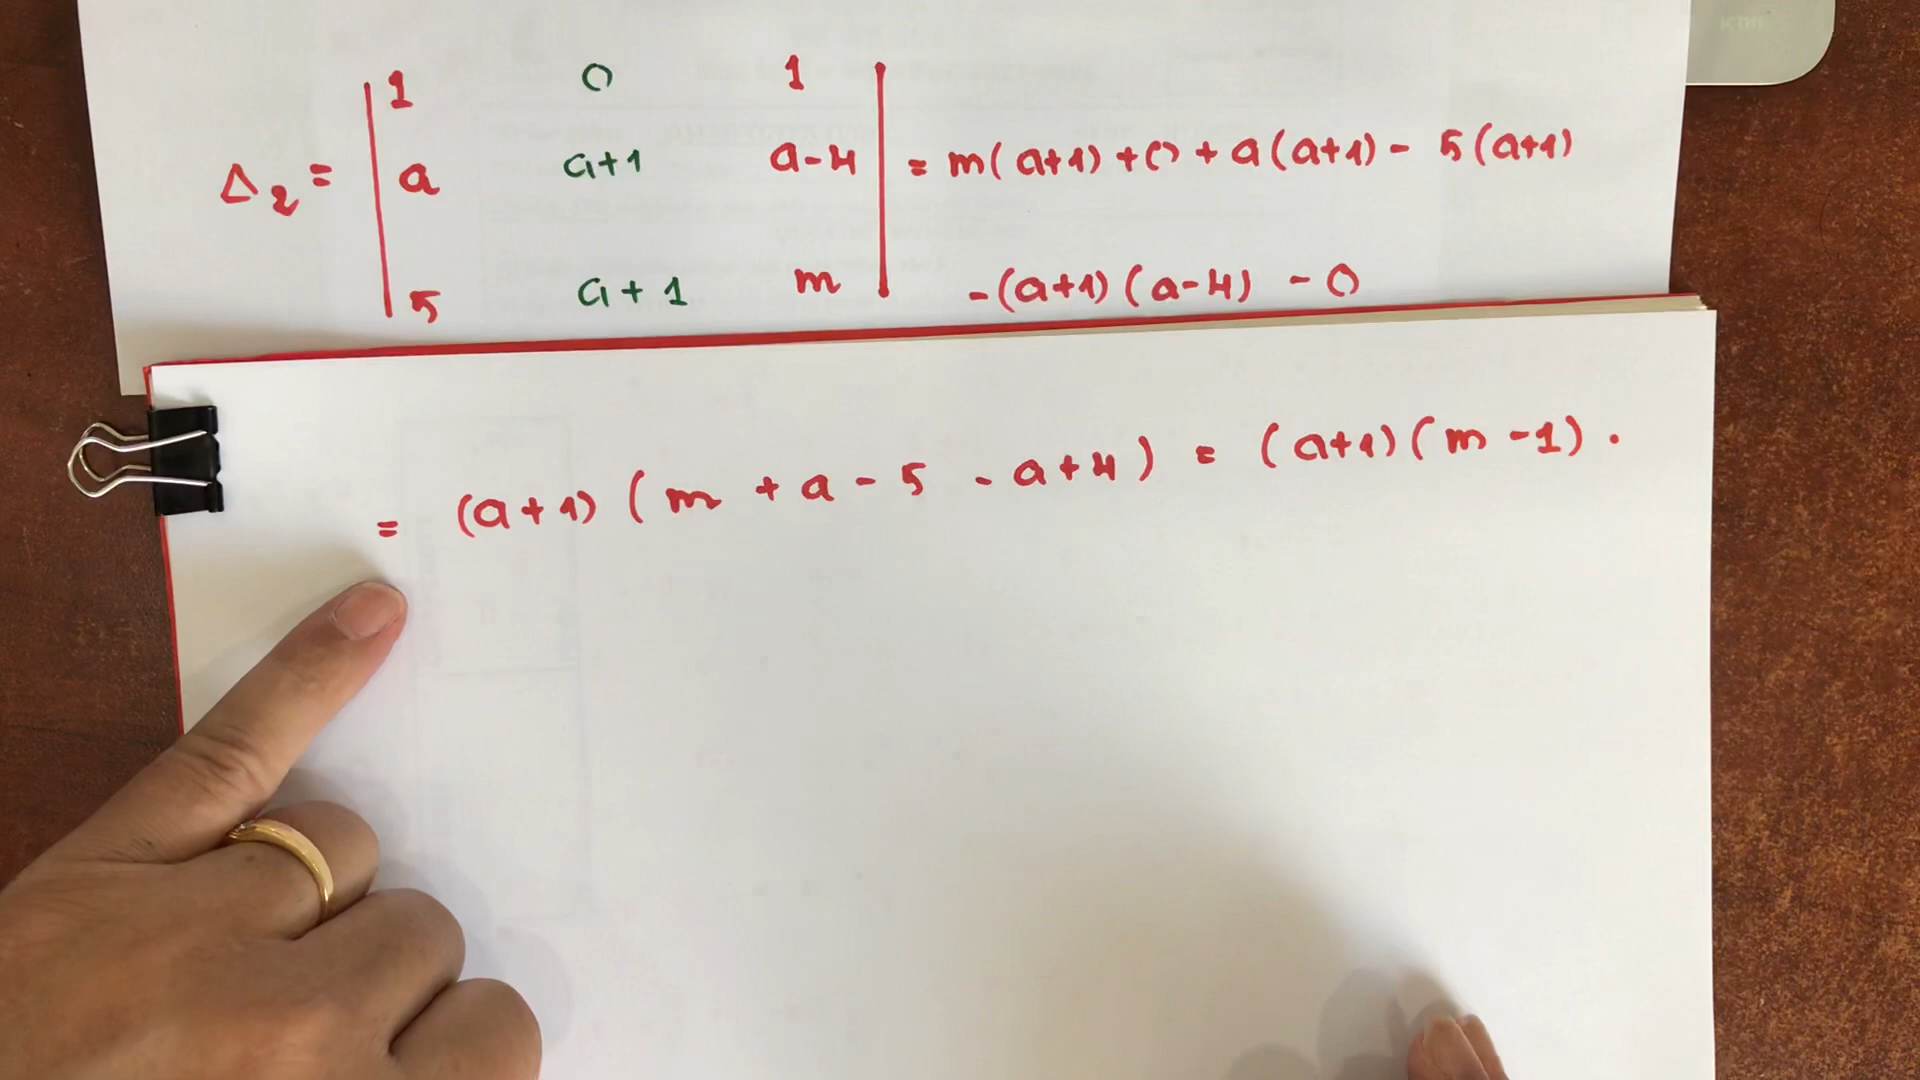 1 0 1
Δ₂ = a a+1 a-4 = m(a+1) + 0 + a(a+1) - 5(a+1)
5 a+1 m -(a+1)(a-4) - 0
= (a+1)(m + a - 5 - a+4) = (a+1)(m-1).